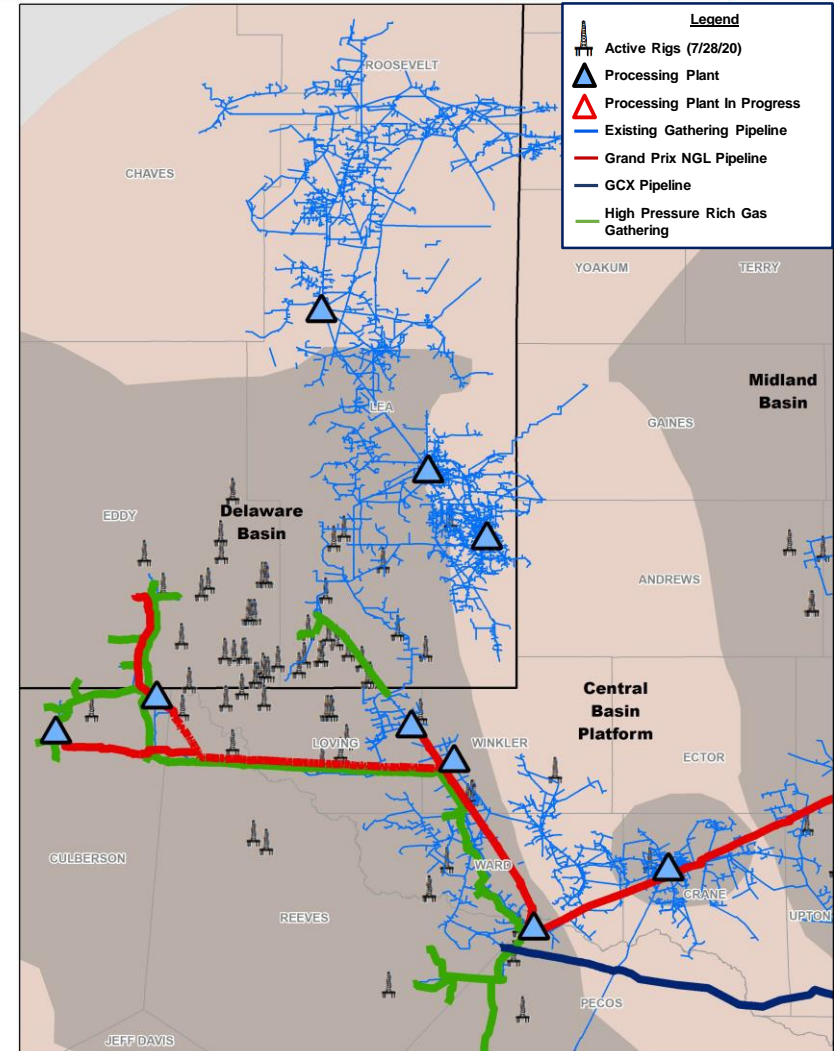 Legend
Active Rigs (7/28/20)
Processing Plant
Processing Plant In Progress
Existing Gathering Pipeline
Grand Prix NGL Pipeline
GCX Pipeline
High Pressure Rich Gas
Gathering
ROOSEVELT
CHAVES
YOAKUM
TERRY
Midland
Basin
LEA
GAINES
EDDY
Delaware
Basin
ANDREWS
Central
Basin
Platform
LOVING
WINKLER
ECTOR
CULBERSON
WARD
CRANE
REEVES
UPTON
PECOS
JEFF DAVIS